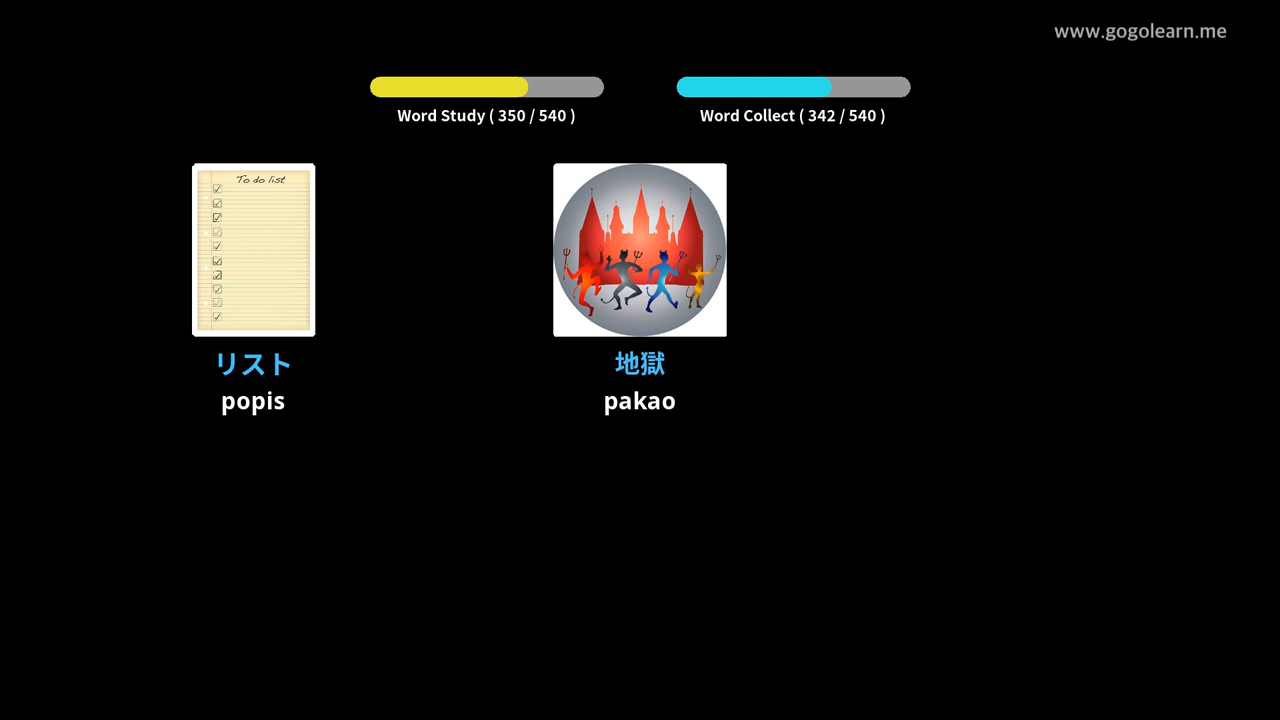 www.gogolearn.me
Word Study ( 350 / 540 )
Word Collect ( 342 / 540 )
To do list
リスト
popis
地獄
pakao